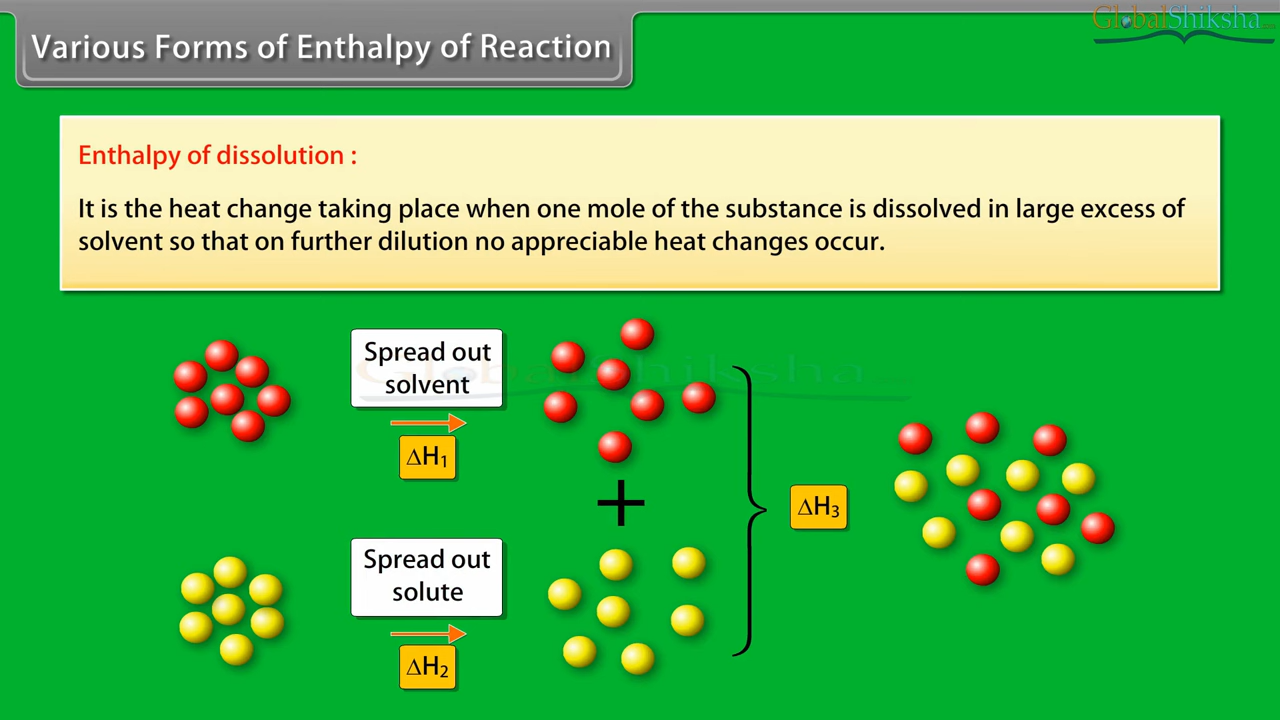 Various Forms of Enthalpy of Reaction
GlobalShiksha
Enthalpy of dissolution :
It is the heat change taking place when one mole of the substance is dissolved in large excess of
solvent so that on further dilution no appreciable heat changes occur.
Spread out
solvent
GlobalShiksha
ΔH₁
+
ΔH₃
Spread out
solute
ΔH₂